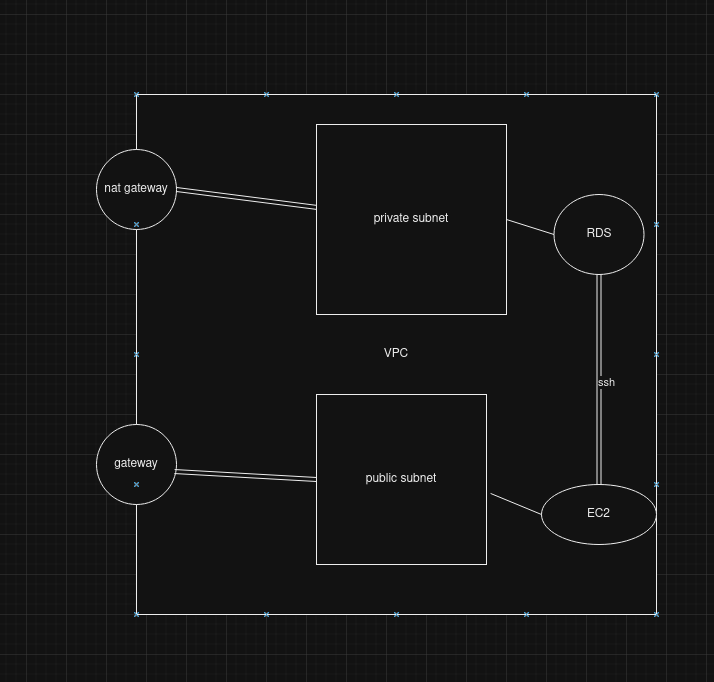 nat gateway
private subnet
RDS
VPC
ssh
gateway
public subnet
EC2